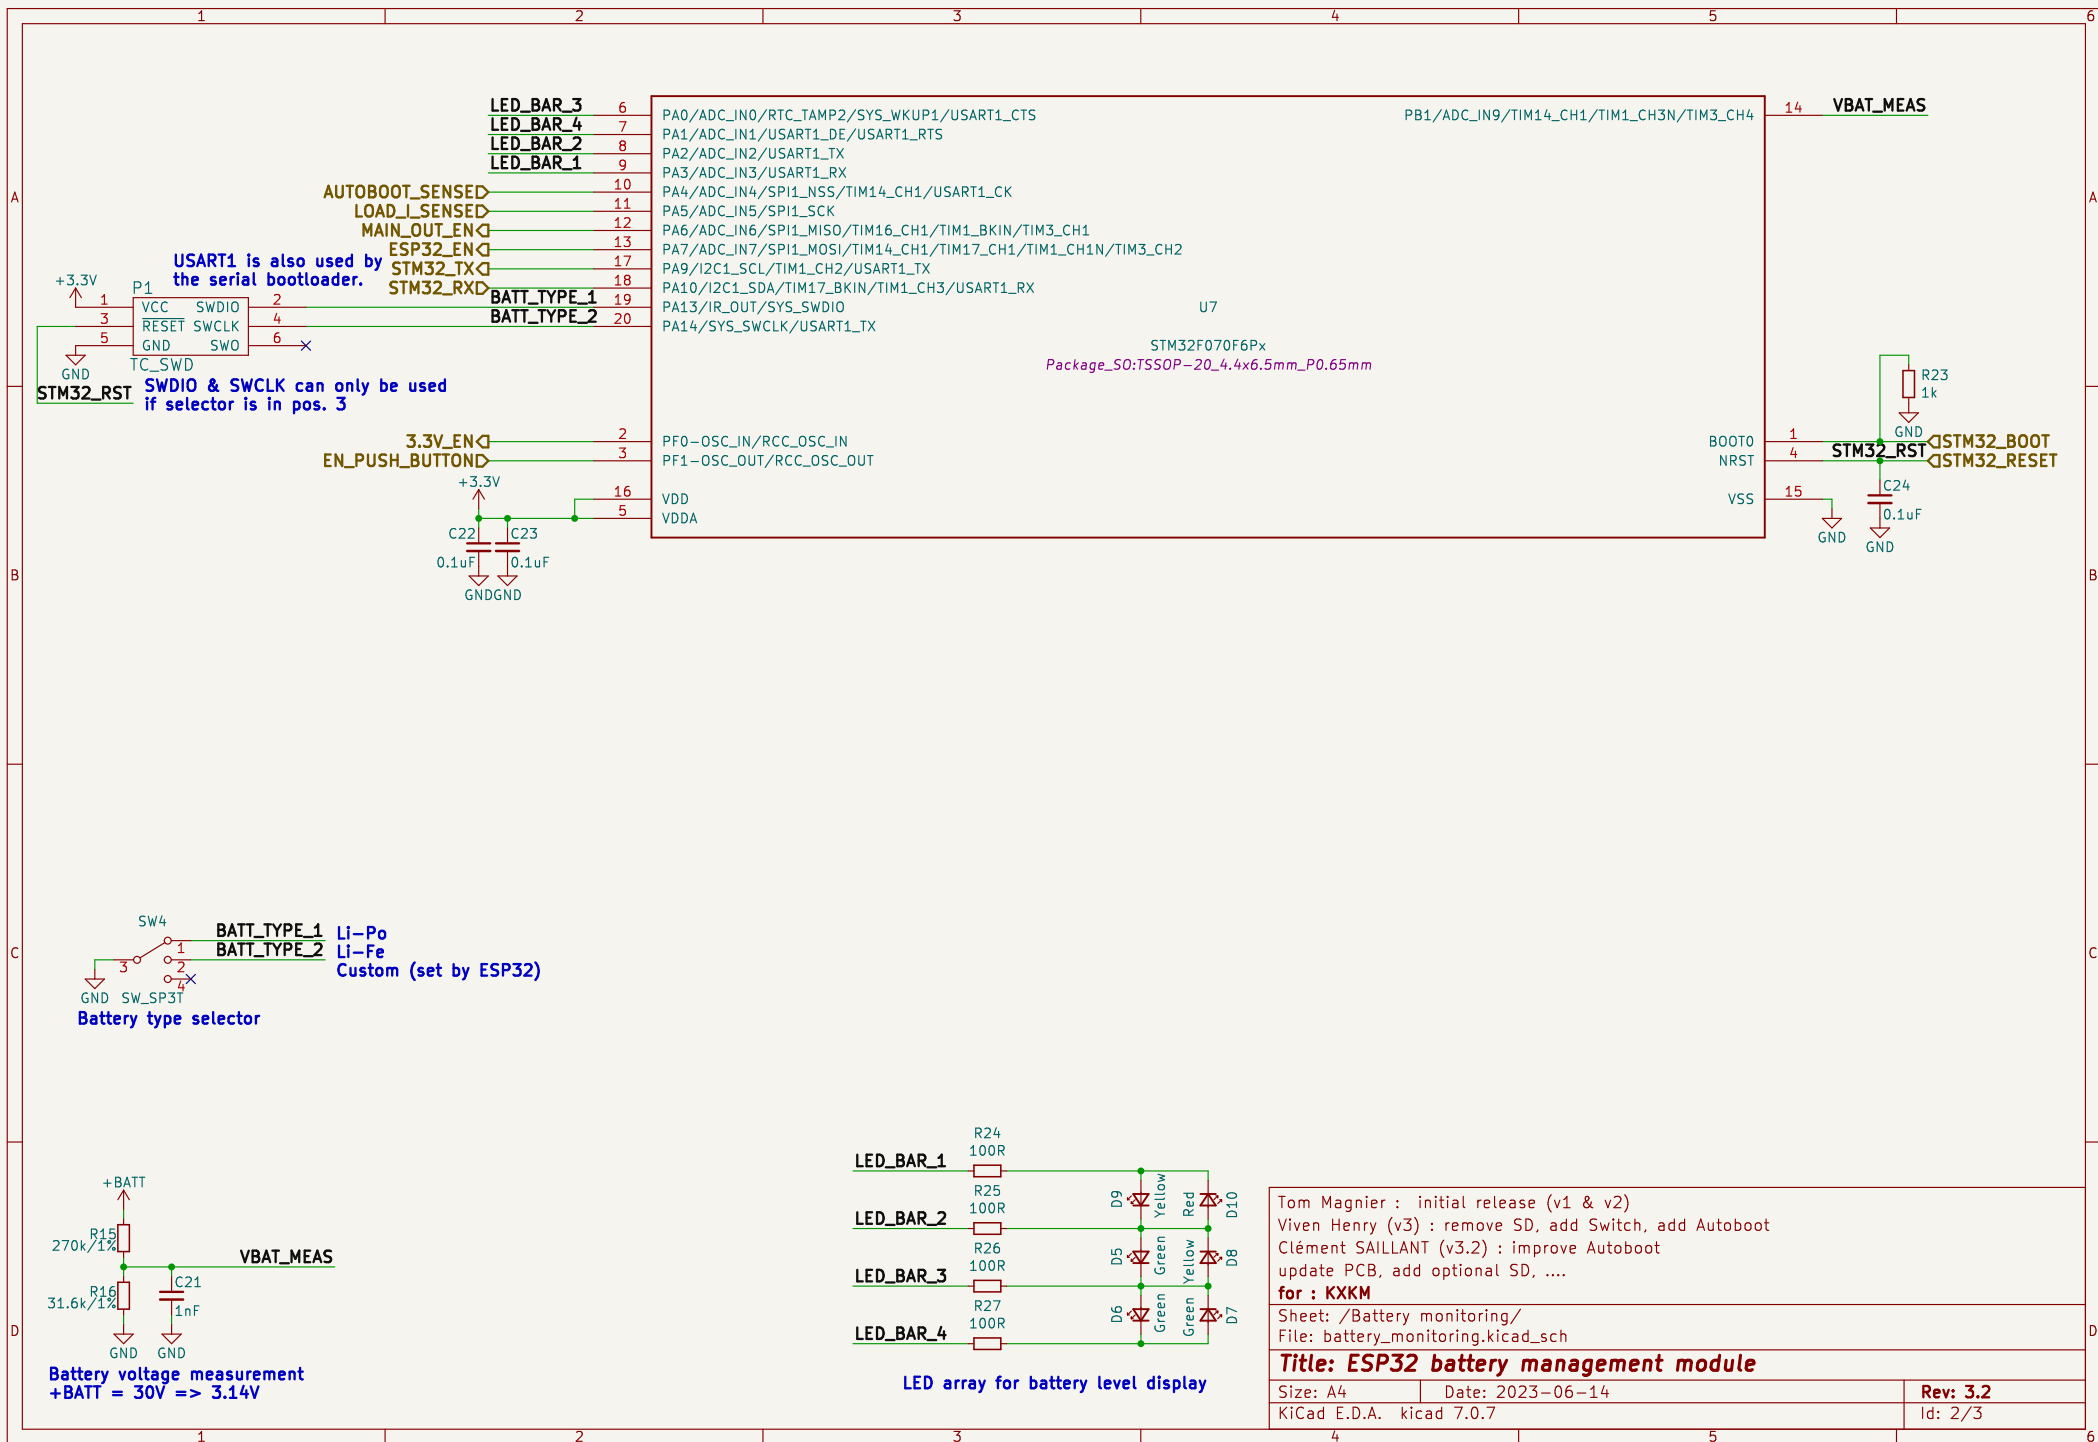 1 2 3 4 5 6
LED_BAR_3 6 PA0/ADC_IN0/RTC_TAMP2/SYS_WKUP1/USART1_CTS
LED_BAR_4 7 PA1/ADC_IN1/USART1_DE/USART1_RTS
LED_BAR_2 8 PA2/ADC_IN2/USART1_TX
LED_BAR_1 9 PA3/ADC_IN3/USART1_RX
AUTOBOOT_SENSE 10 PA4/ADC_IN4/SPI1_NSS/TIM14_CH1/USART1_CK
LOAD_I_SENSE 11 PA5/ADC_IN5/SPI1_SCK
MAIN_OUT_EN 12 PA6/ADC_IN6/SPI1_MISO/TIM16_CH1/TIM1_BKIN/TIM3_CH1
ESP32_EN 13 PA7/ADC_IN7/SPI1_MOSI/TIM14_CH1/TIM17_CH1/TIM1_CH1N/TIM3_CH2
STM32_TX 17 PA9/I2C1_SCL/TIM1_CH2/USART1_TX
STM32_RX 18 PA10/I2C1_SDA/TIM17_BKIN/TIM1_CH3/USART1_RX
BATT_TYPE_1 19 PA13/IR_OUT/SYS_SWDIO
BATT_TYPE_2 20 PA14/SYS_SWCLK/USART1_TX
PB1/ADC_IN9/TIM14_CH1/TIM1_CH3N/TIM3_CH4 14 VBAT_MEAS
A A
USART1 is also used by
the serial bootloader.
+3.3V P1
1 VCC SWDIO 2
3 RESET SWCLK 4
5 GND SWO 6
GND TC_SWD
STM32_RST
SWDIO & SWCLK can only be used
if selector is in pos. 3
U7
STM32F070F6Px
Package_SO:TSSOP-20_4.4x6.5mm_P0.65mm
3.3V_EN 2 PF0-OSC_IN/RCC_OSC_IN
EN_PUSH_BUTTON 3 PF1-OSC_OUT/RCC_OSC_OUT
+3.3V
16 VDD
5 VDDA
C22 C23
0.1uF 0.1uF
GND GND
R23
1k
GND
BOOT0 1 STM32_BOOT
STM32_RST
NRST 4 STM32_RESET
VSS 15
C24
0.1uF
GND
GND
B B
SW4
BATT_TYPE_1 Li-Po
1
BATT_TYPE_2 Li-Fe
3 2
Custom (set by ESP32)
4
GND SW_SP3T
Battery type selector
C C
+BATT
R15
270k/1%
VBAT_MEAS
R16
31.6k/1%
C21
1nF
GND GND
Battery voltage measurement
+BATT = 30V => 3.14V
R24
100R
LED_BAR_1
D9 Yellow Red D10
R25
100R
LED_BAR_2
D5 Green Yellow D8
R26
100R
LED_BAR_3
D6 Green Green D7
R27
100R
LED_BAR_4
LED array for battery level display
D D
Tom Magnier :  initial release (v1 & v2)
Viven Henry (v3) : remove SD, add Switch, add Autoboot
Clément SAILLANT (v3.2) : improve Autoboot
update PCB, add optional SD, ....
for : KXKM
Sheet: /Battery monitoring/
File: battery_monitoring.kicad_sch
Title: ESP32 battery management module
Size: A4 Date: 2023-06-14 Rev: 3.2
KiCad E.D.A.  kicad 7.0.7 Id: 2/3
1 2 3 4 5 6